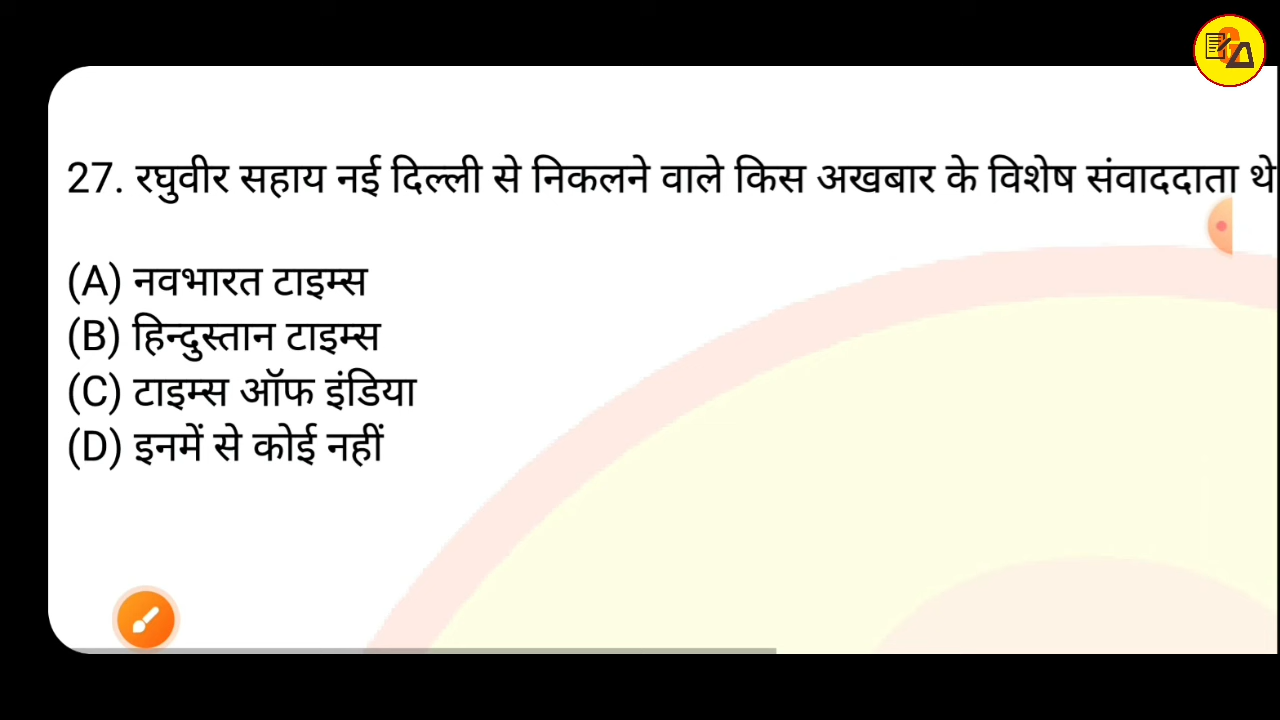 27. रघुवीर सहाय नई दिल्ली से निकलने वाले किस अखबार के विशेष संवाददाता थे
(A) नवभारत टाइम्स
(B) हिन्दुस्तान टाइम्स
(C) टाइम्स ऑफ इंडिया
(D) इनमें से कोई नहीं